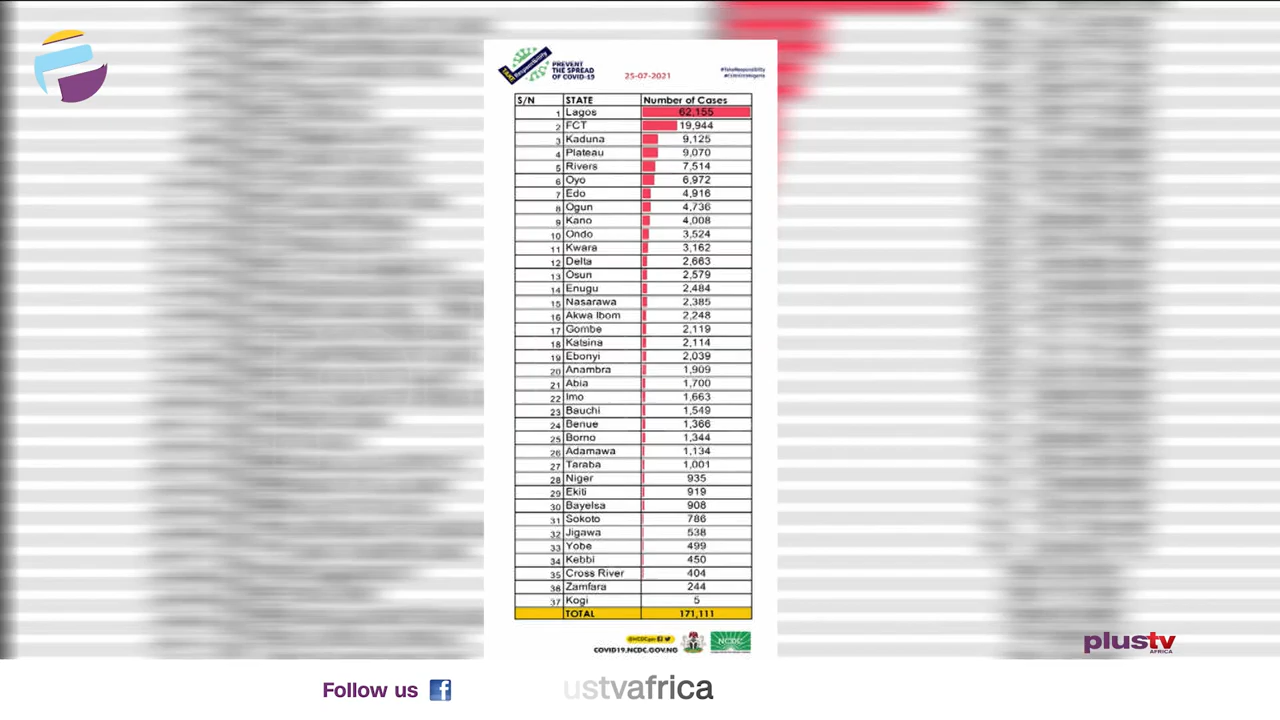 TAKE Responsibility
PREVENT
THE SPREAD
OF COVID-19
25-07-2021
#TakeResponsibility
S/N STATE Number of Cases
1 Lagos 62,155
2 FCT 19,944
3 Kaduna 9,125
4 Plateau 9,070
5 Rivers 7,514
6 Oyo 6,972
7 Edo 4,916
8 Ogun 4,736
9 Kano 4,008
10 Ondo 3,524
11 Kwara 3,162
12 Delta 2,663
13 Osun 2,579
14 Enugu 2,484
15 Nasarawa 2,385
16 Akwa Ibom 2,248
17 Gombe 2,119
18 Katsina 2,114
19 Ebonyi 2,039
20 Anambra 1,909
21 Abia 1,700
22 Imo 1,663
23 Bauchi 1,549
24 Benue 1,366
25 Borno 1,344
26 Adamawa 1,134
27 Taraba 1,001
28 Niger 935
29 Ekiti 919
30 Bayelsa 908
31 Sokoto 786
32 Jigawa 538
33 Yobe 499
34 Kebbi 450
35 Cross River 404
36 Zamfara 244
37 Kogi 5
TOTAL 171,111
@NCDCgov
COVID19.NCDC.GOV.NG
NCDC
plustv
AFRICA
Follow us f ustvafrica